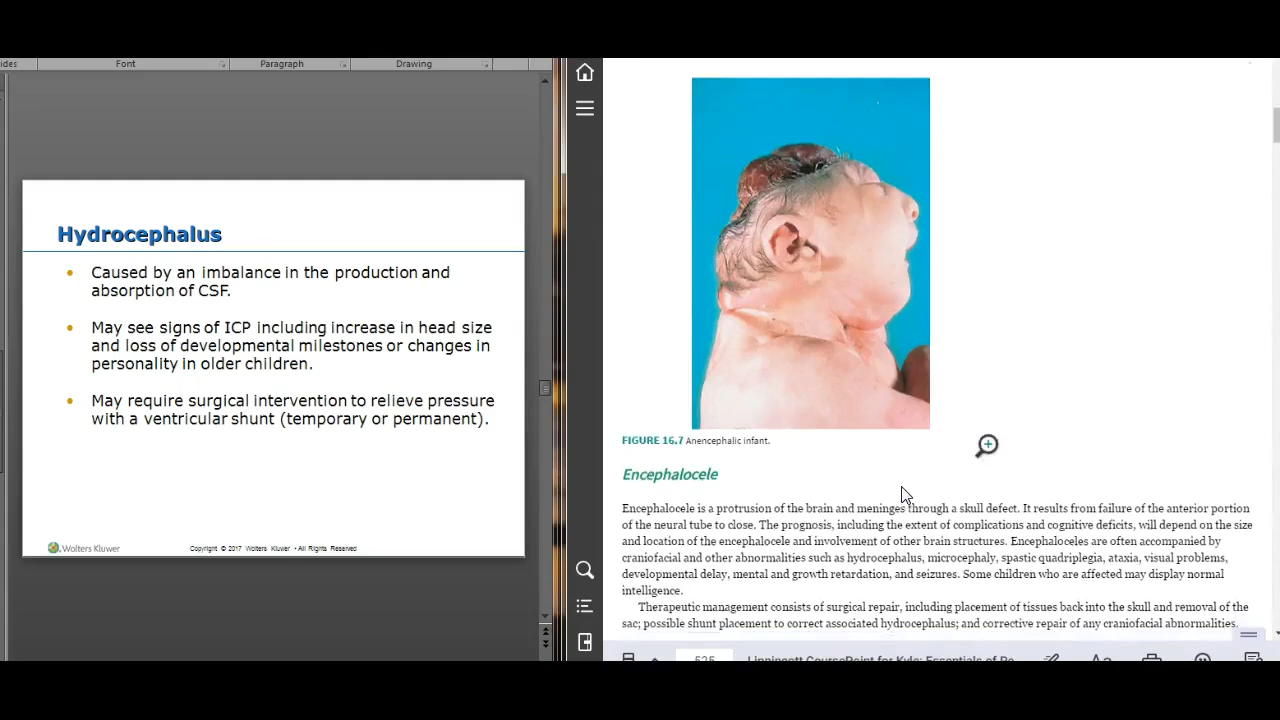 ides
Font
Paragraph
Drawing
Hydrocephalus
Caused by an imbalance in the production and
absorption of CSF.
May see signs of ICP including increase in head size
and loss of developmental milestones or changes in
personality in older children.
May require surgical intervention to relieve pressure
with a ventricular shunt (temporary or permanent).
Wolters Kluwer
Copyright © 2017 Wolters Kluwer • All Rights Reserved
FIGURE 16.7 Anencephalic infant.
Encephalocele
Encephalocele is a protrusion of the brain and meninges through a skull defect. It results from failure of the anterior portion
of the neural tube to close. The prognosis, including the extent of complications and cognitive deficits, will depend on the size
and location of the encephalocele and involvement of other brain structures. Encephaloceles are often accompanied by
craniofacial and other abnormalities such as hydrocephalus, microcephaly, spastic quadriplegia, ataxia, visual problems,
developmental delay, mental and growth retardation, and seizures. Some children who are affected may display normal
intelligence.
Therapeutic management consists of surgical repair, including placement of tissues back into the skull and removal of the
sac; possible shunt placement to correct associated hydrocephalus; and corrective repair of any craniofacial abnormalities.
525
Lippincott CoursePoint for Kyle: Essentials of Pe
Aa